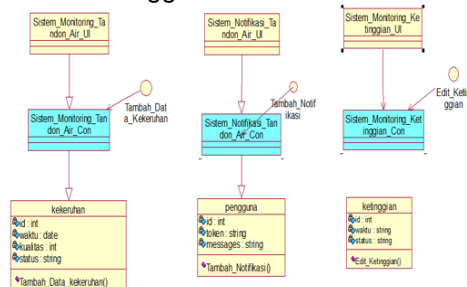 Sistem_Monitoring_Ta
ndon_Air_UI
Tambah_Dat
a_Kekeruhan
Sistem_Monitoring_Tan
don_Air_Con
kekeruhan
id : int
waktu : date
kualitas : int
status : string
Tambah_Data_kekeruhan()
Sistem_Notifikasi_Ta
ndon_Air_UI
Tambah_Notif
ikasi
Sistem_Notifikasi_Tan
don_Air_Con
pengguna
id : int
token : string
messages : string
Tambah_Notifikasi()
Sistem_Monitoring_Ke
tinggian_UI
Edit_Keti
ggian
Sistem_Monitoring_Ket
inggian_Con
ketinggian
id : int
waktu : string
status : string
Edit_Ketinggian()